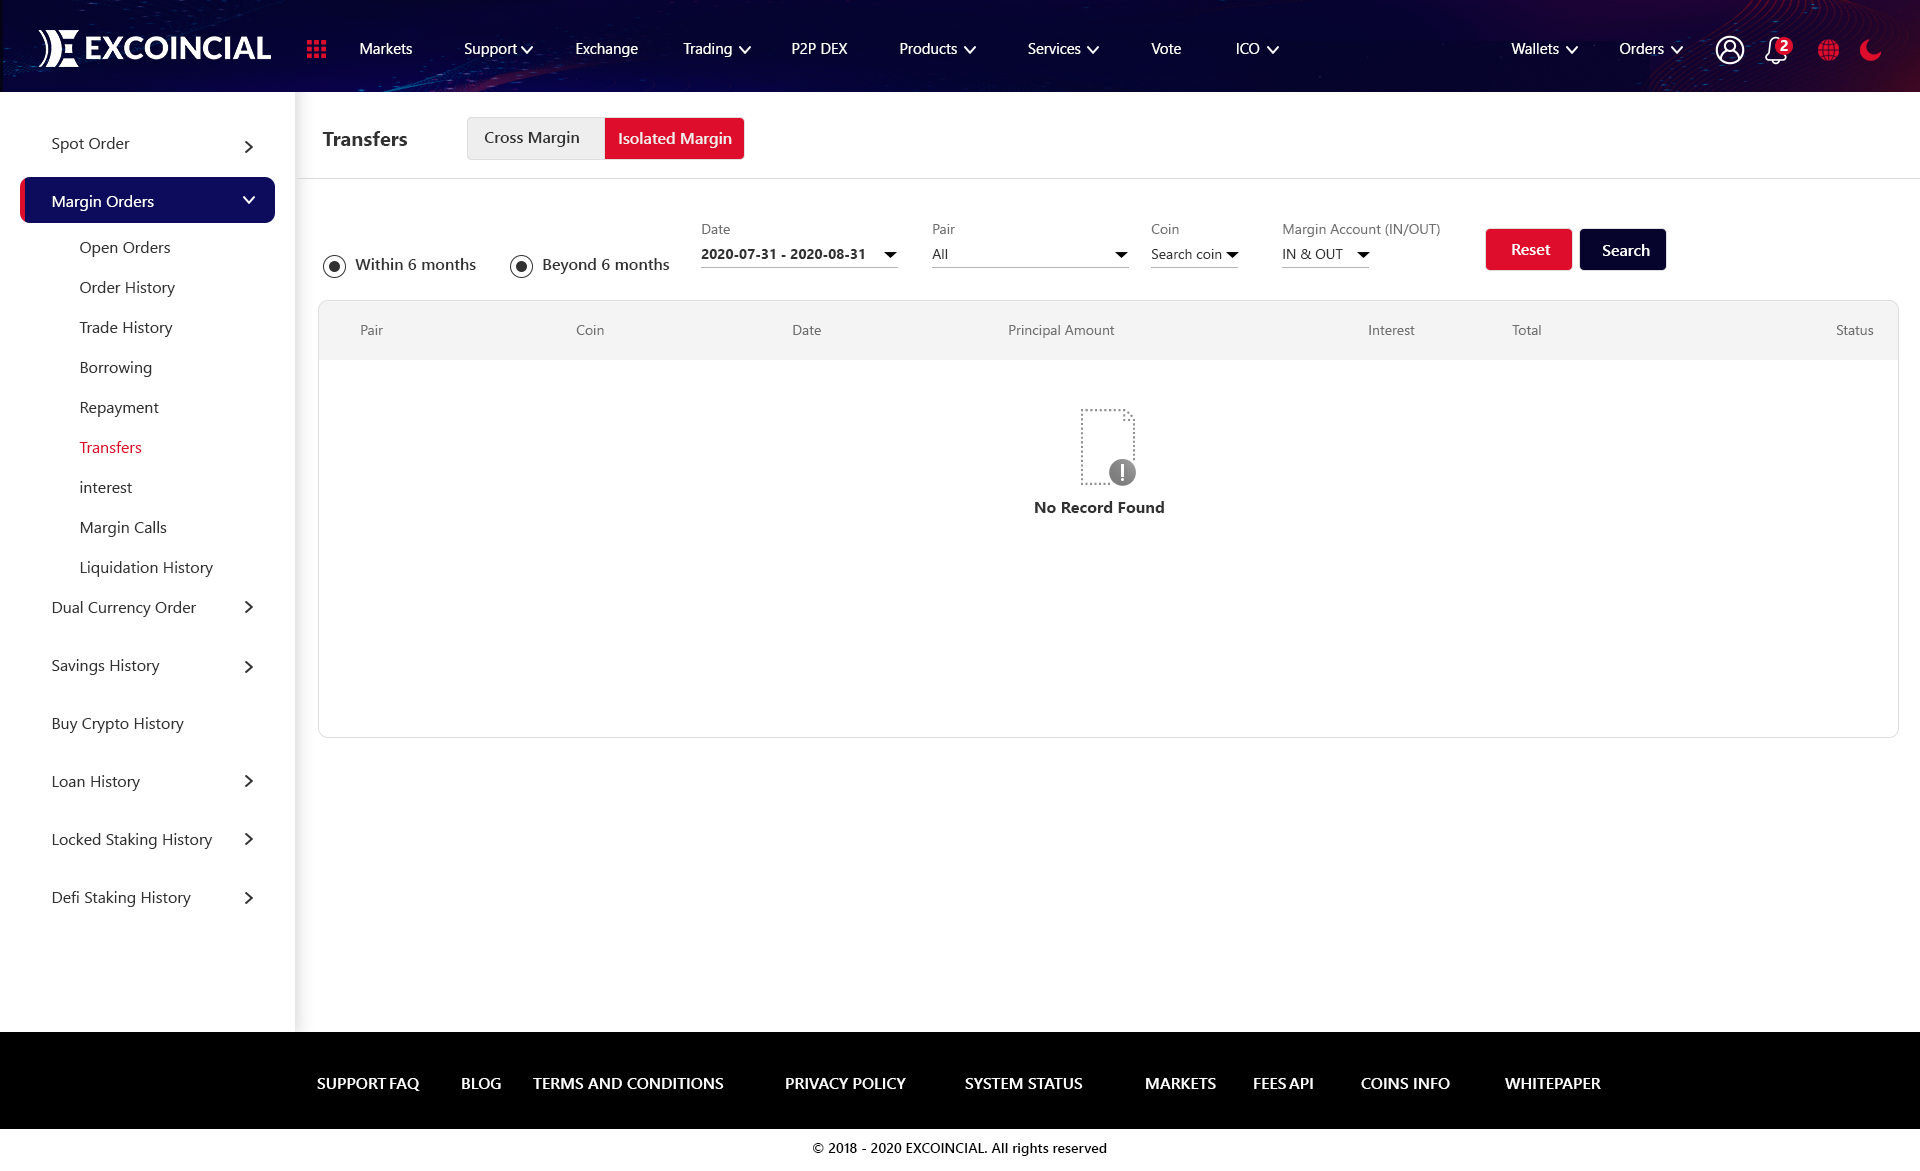 EXCOINCIAL Markets Support Exchange Trading P2P DEX Products Services Vote ICO Wallets Orders 2
Transfers Cross Margin Isolated Margin
Spot Order
Margin Orders
Open Orders
Order History
Trade History
Borrowing
Repayment
Transfers
interest
Margin Calls
Liquidation History
Dual Currency Order
Savings History
Buy Crypto History
Loan History
Locked Staking History
Defi Staking History
Within 6 months Beyond 6 months
Date Pair Coin Margin Account (IN/OUT)
2020-07-31 - 2020-08-31 All Search coin IN & OUT
Reset Search
Pair Coin Date Principal Amount Interest Total Status
!
No Record Found
SUPPORT FAQ BLOG TERMS AND CONDITIONS PRIVACY POLICY SYSTEM STATUS MARKETS FEES API COINS INFO WHITEPAPER
© 2018 - 2020 EXCOINCIAL. All rights reserved